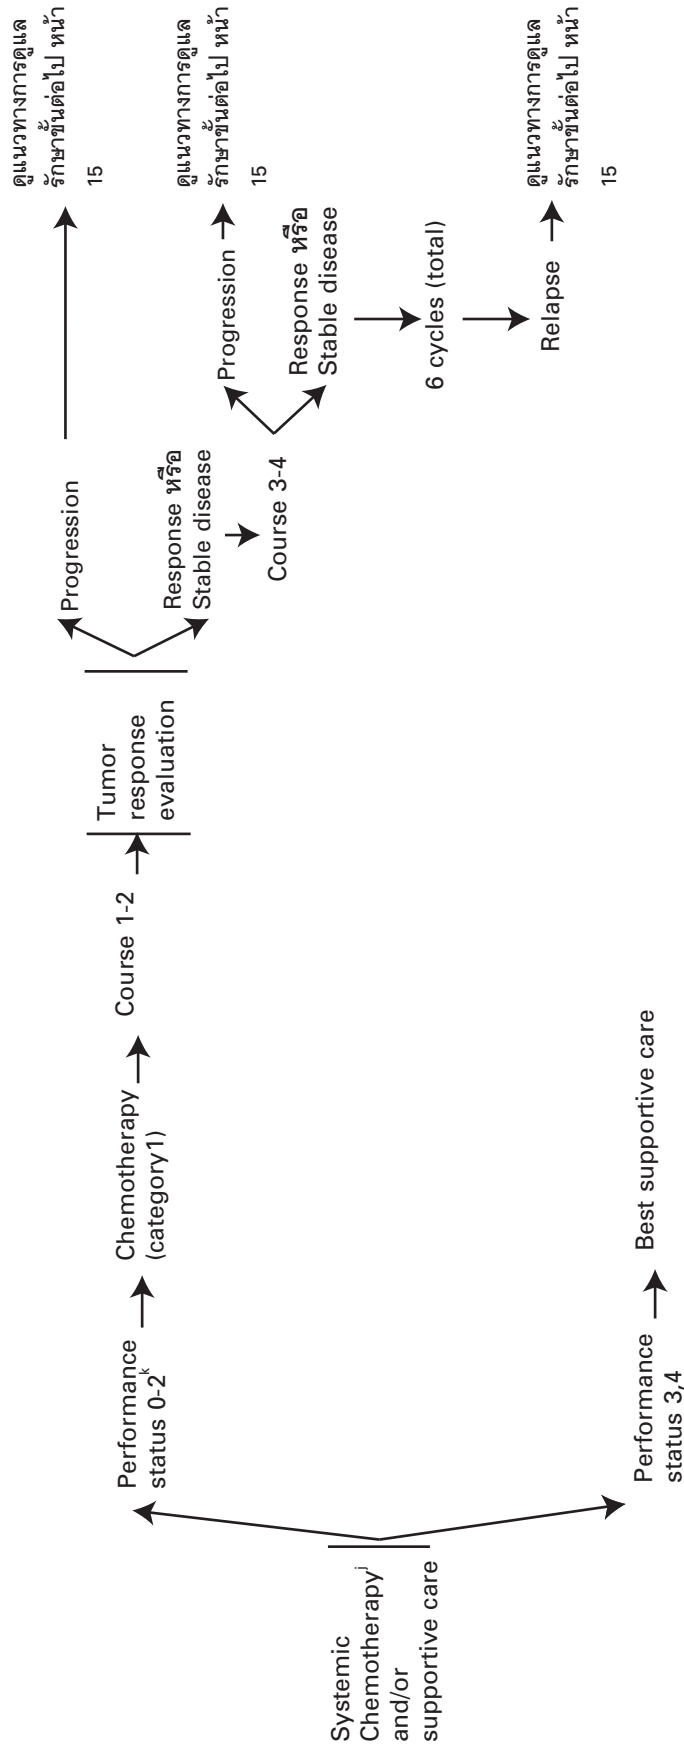 Systemic
Chemotherapyʲ
and/or
supportive care
Performance
status 0-2ᵏ
Chemotherapy
(category1)
Course 1-2
Tumor
response
evaluation
Progression
ดูแนวทางการดูแล
รักษาขั้นต่อไป หน้า
15
Response หรือ
Stable disease
Course 3-4
Progression
ดูแนวทางการดูแล
รักษาขั้นต่อไป หน้า
15
Response หรือ
Stable disease
6 cycles (total)
Relapse
ดูแนวทางการดูแล
รักษาขั้นต่อไป หน้า
15
Performance
status 3,4
Best supportive care